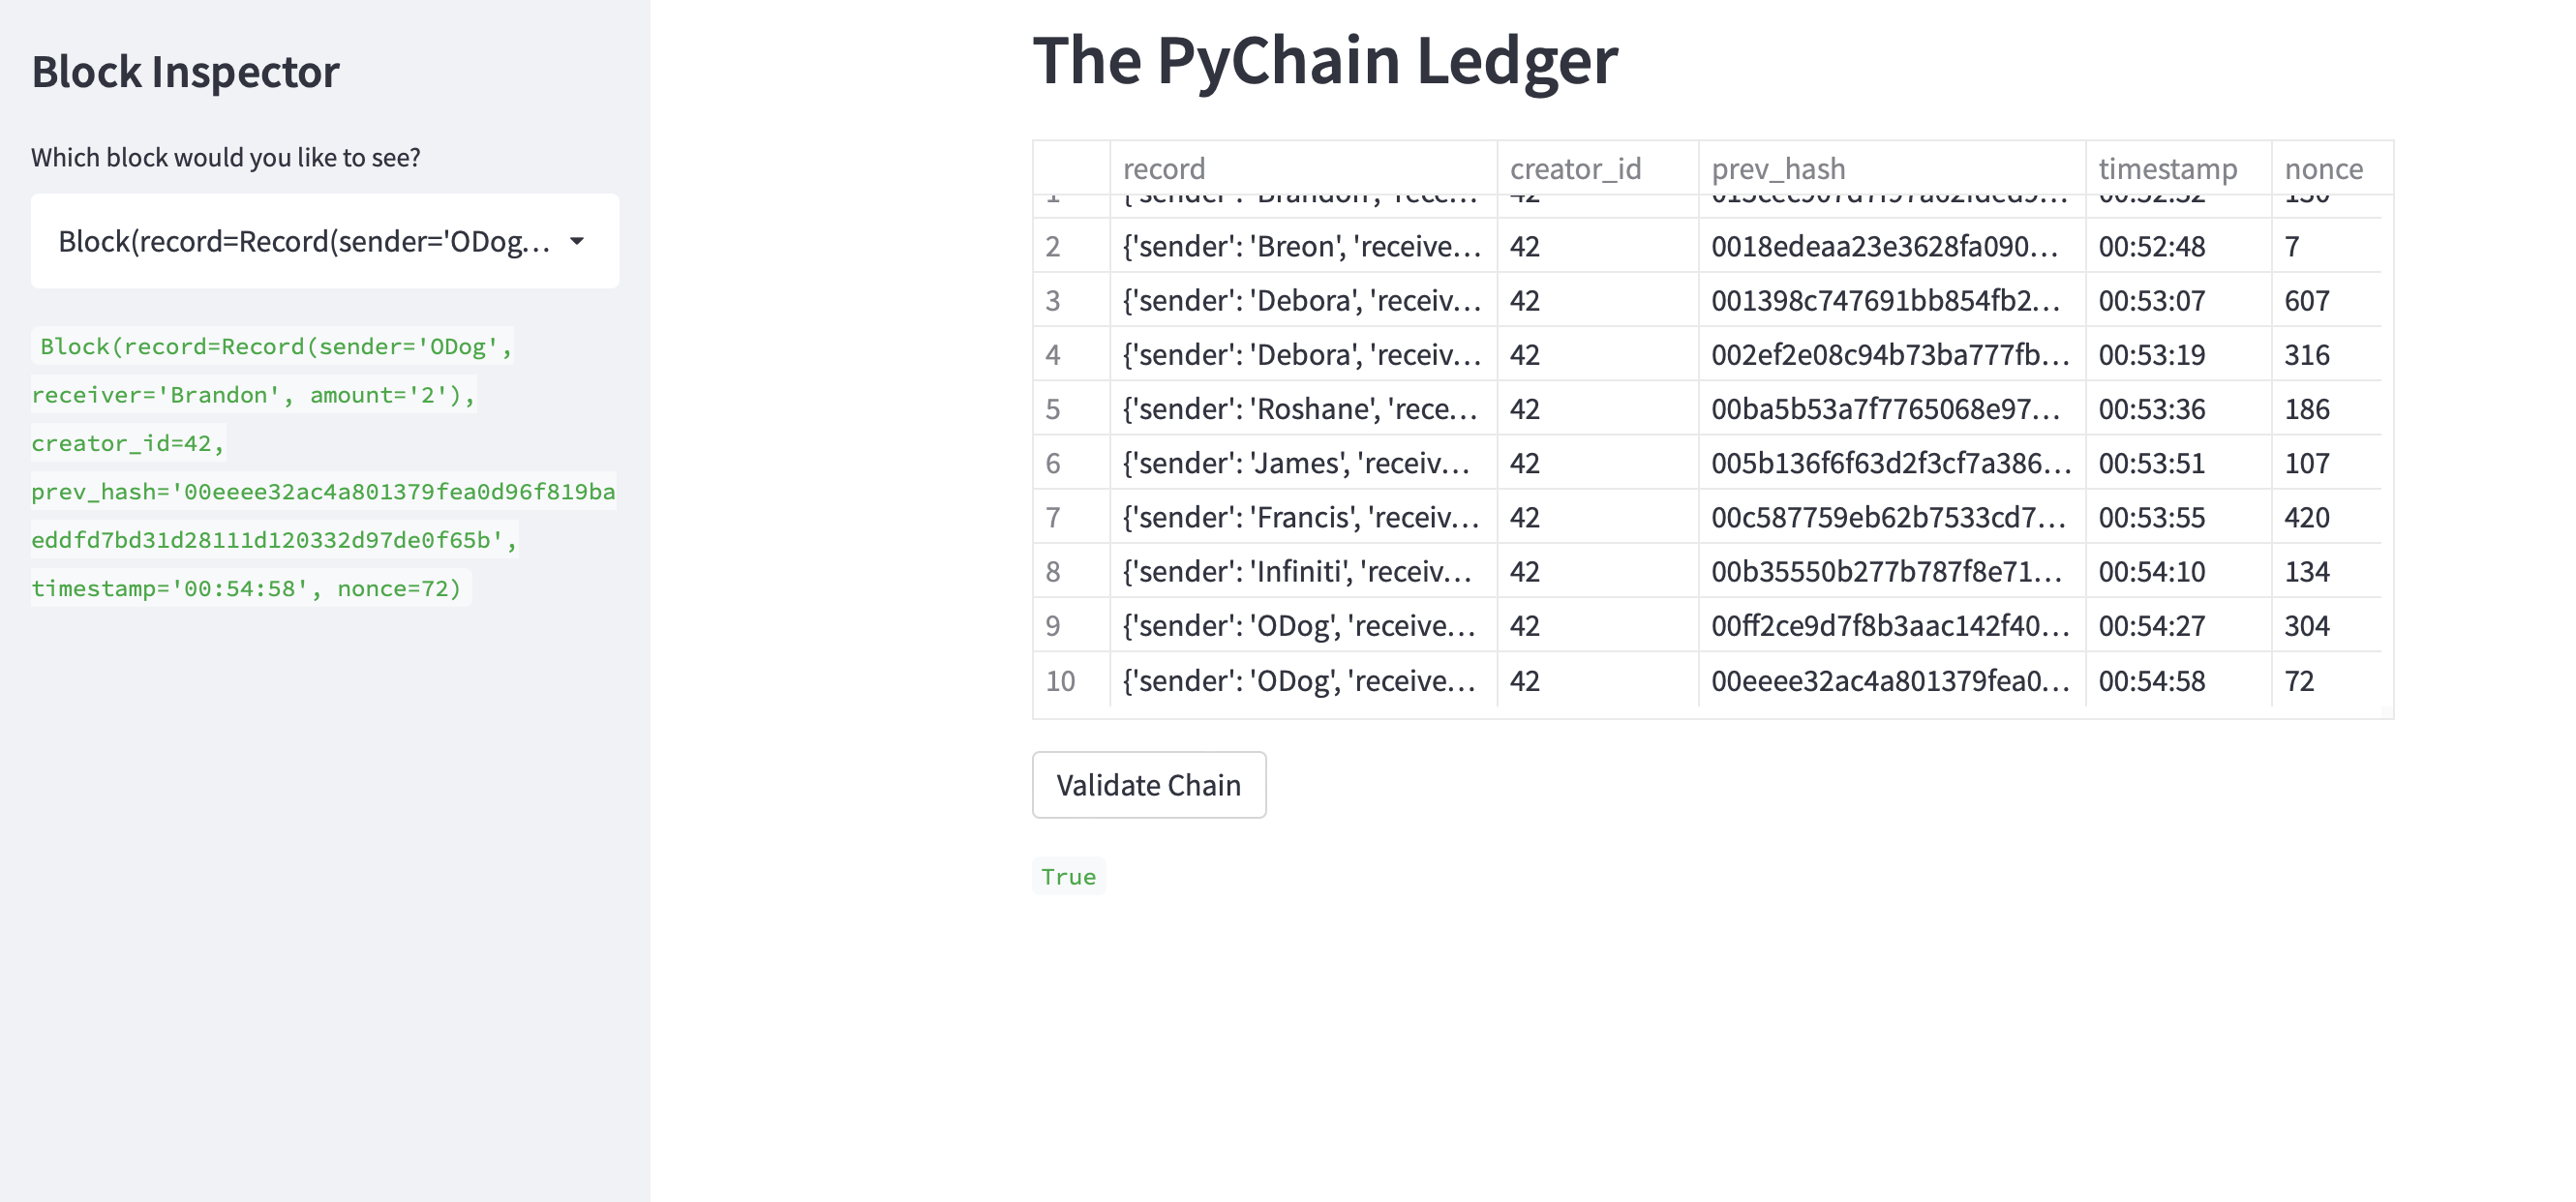 Block Inspector
Which block would you like to see?
Block(record=Record(sender='ODog...
Block(record=Record(sender='ODog',
receiver='Brandon', amount='2'),
creator_id=42,
prev_hash='00eeee32ac4a801379fea0d96f819ba
eddfd7bd31d28111d120332d97de0f65b',
timestamp='00:54:58', nonce=72)
The PyChain Ledger
record creator_id prev_hash timestamp nonce
1 {'sender': 'Brandon', 'rece... 42
2 {'sender': 'Breon', 'receive... 42 0018edeaa23e3628fa090... 00:52:48 7
3 {'sender': 'Debora', 'receiv... 42 001398c747691bb854fb2... 00:53:07 607
4 {'sender': 'Debora', 'receiv... 42 002ef2e08c94b73ba777fb... 00:53:19 316
5 {'sender': 'Roshane', 'rece... 42 00ba5b53a7f7765068e97... 00:53:36 186
6 {'sender': 'James', 'receiv... 42 005b136f6f63d2f3cf7a386... 00:53:51 107
7 {'sender': 'Francis', 'receiv... 42 00c587759eb62b7533cd7... 00:53:55 420
8 {'sender': 'Infiniti', 'receiv... 42 00b35550b277b787f8e71... 00:54:10 134
9 {'sender': 'ODog', 'receive... 42 00ff2ce9d7f8b3aac142f40... 00:54:27 304
10 {'sender': 'ODog', 'receive... 42 00eeee32ac4a801379fea0... 00:54:58 72
Validate Chain
True